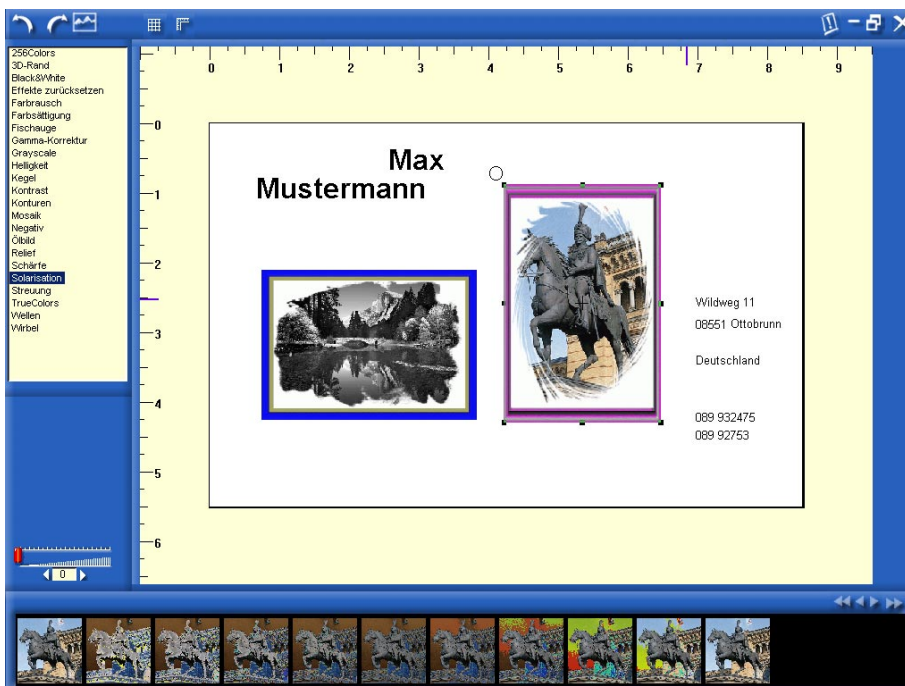 256Colors
3D-Rand
Black&White
Effekte zurücksetzen
Farbrausch
Farbsättigung
Fischauge
Gamma-Korrektur
Grayscale
Helligkeit
Kegel
Kontrast
Konturen
Mosaik
Negativ
Ölbild
Relief
Schärfe
Solarisation
Streuung
TrueColors
Wellen
Wirbel
0
0 1 2 3 4 5 6 7 8 9
0
1
2
3
4
5
6
Max
Mustermann
Wildweg 11
08551 Ottobrunn
Deutschland
089 932475
089 92753